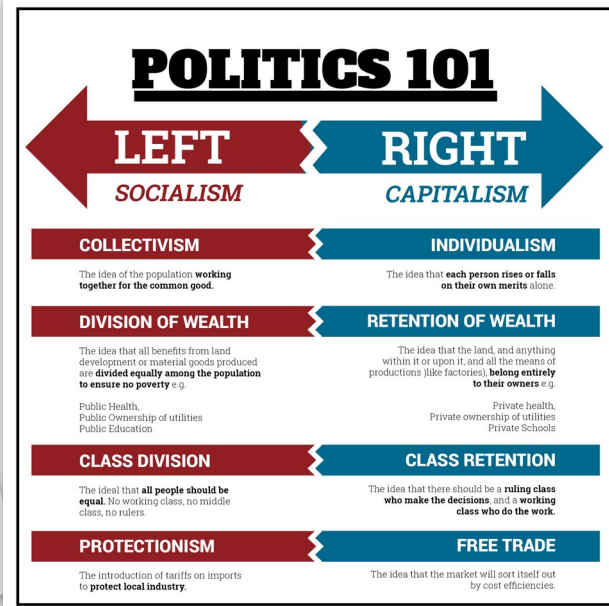 POLITICS 101
LEFT
RIGHT
SOCIALISM
CAPITALISM
COLLECTIVISM
INDIVIDUALISM
The idea of the population working
together for the common good.
The idea that each person rises or falls
on their own merits alone.
DIVISION OF WEALTH
RETENTION OF WEALTH
The idea that all benefits from land
development or material goods produced
are divided equally among the population
to ensure no poverty e.g.
Public Health,
Public Ownership of utilities
Public Education
The idea that the land, and anything
within it or upon it, and all the means of
productions )like factories), belong entirely
to their owners e.g.
Private health,
Private ownership of utilities
Private Schools
CLASS DIVISION
CLASS RETENTION
The ideal that all people should be
equal. No working class, no middle
class, no rulers.
The idea that there should be a ruling class
who make the decisions, and a working
class who do the work.
PROTECTIONISM
FREE TRADE
The introduction of tariffs on imports
to protect local industry.
The idea that the market will sort itself out
by cost efficiencies.